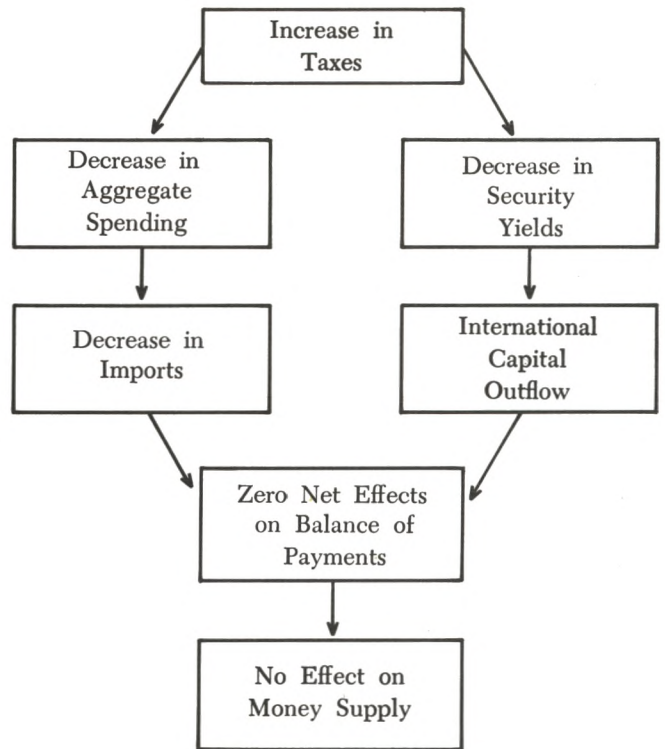 Increase in
Taxes
Decrease in
Aggregate
Spending
Decrease in
Security
Yields
Decrease in
Imports
International
Capital
Outflow
Zero Net Effects
on Balance of
Payments
No Effect on
Money Supply